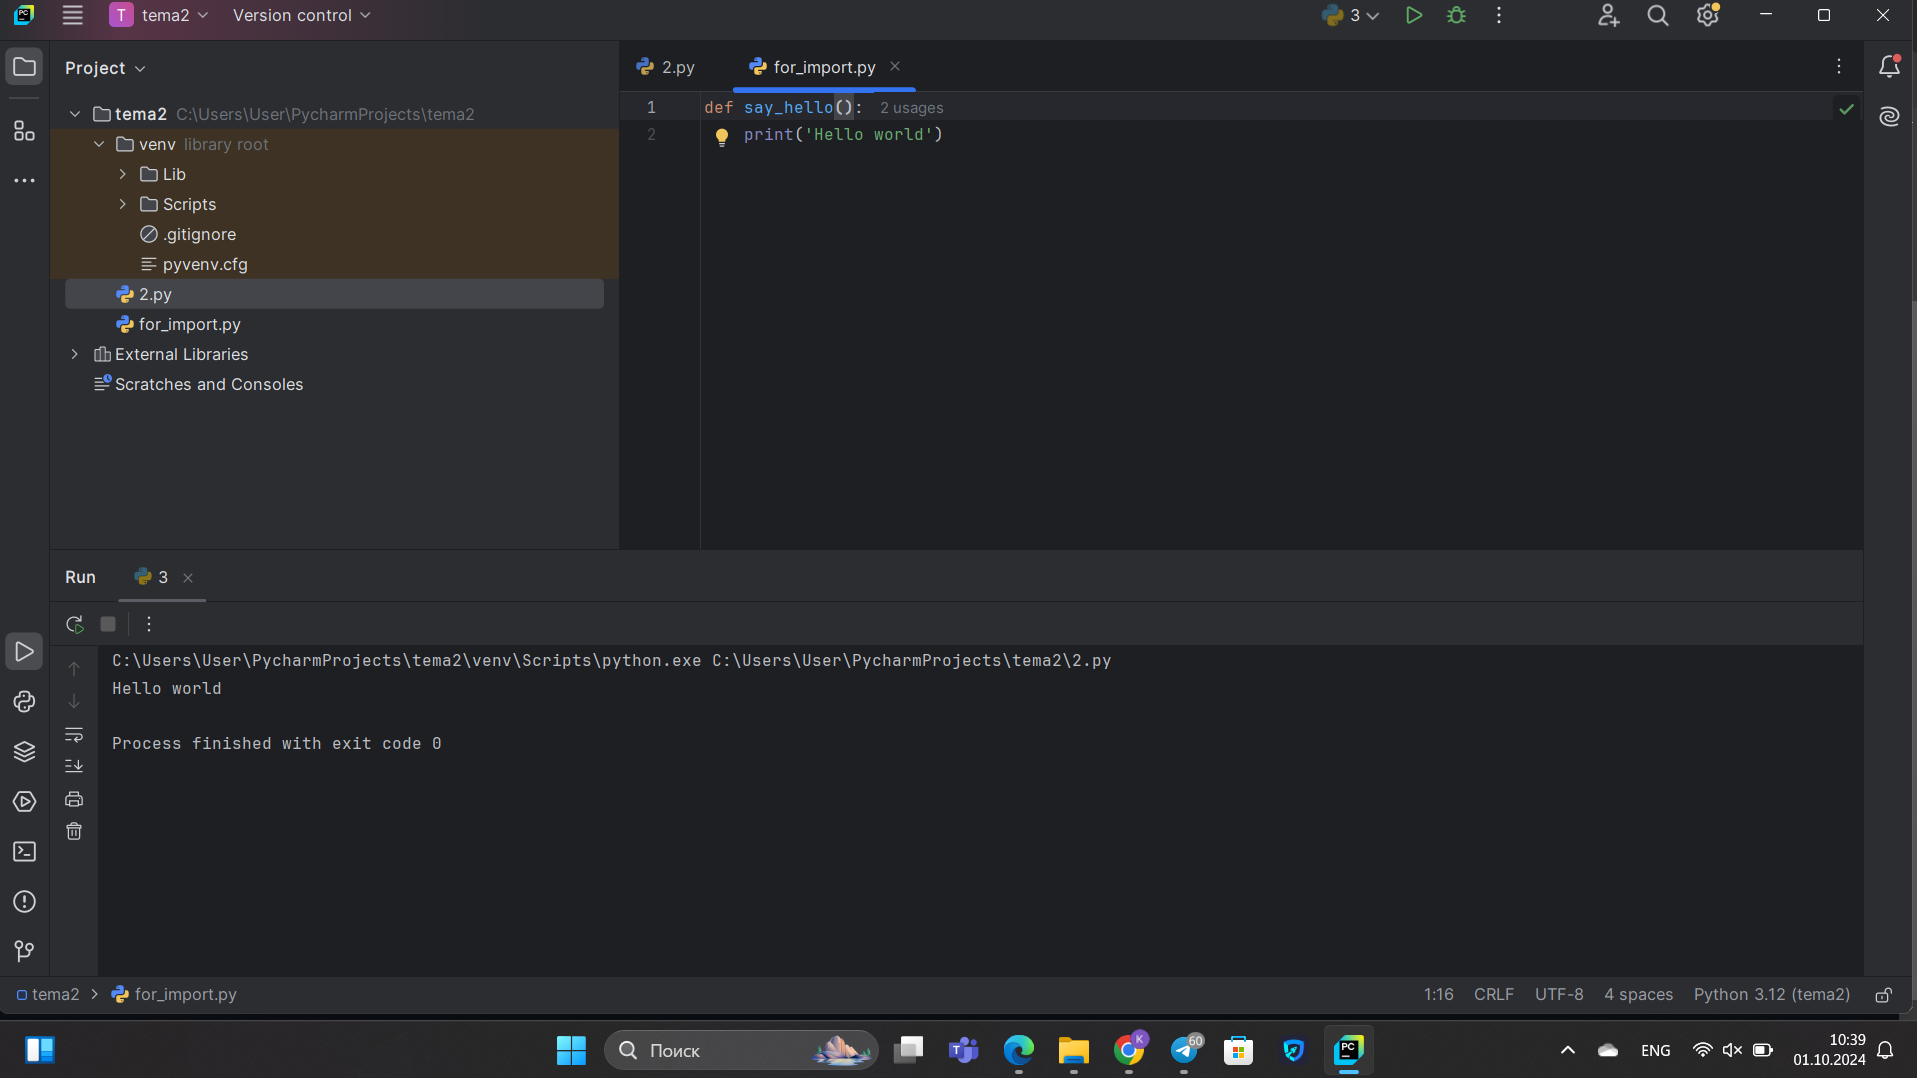 PC T tema2 Version control 3
Project
2.py for_import.py
tema2 C:\Users\User\PycharmProjects\tema2
venv library root
Lib
Scripts
.gitignore
pyvenv.cfg
2.py
for_import.py
External Libraries
Scratches and Consoles
1 def say_hello(): 2 usages
2 print('Hello world')
Run 3
C:\Users\User\PycharmProjects\tema2\venv\Scripts\python.exe C:\Users\User\PycharmProjects\tema2\2.py
Hello world
Process finished with exit code 0
tema2 for_import.py 1:16 CRLF UTF-8 4 spaces Python 3.12 (tema2)
Поиск T K 60 PC ENG 10:39
01.10.2024